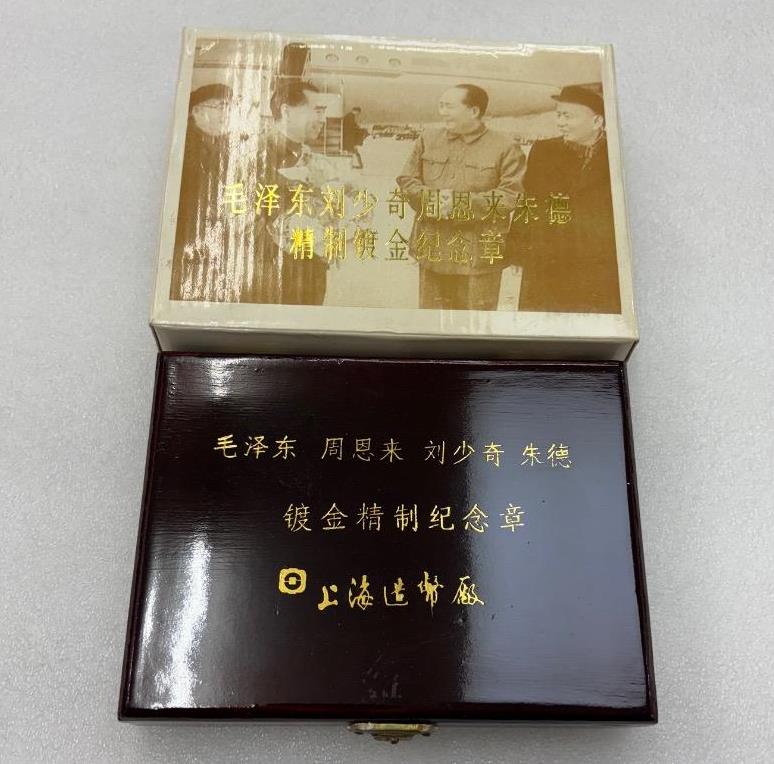 毛泽东刘少奇周恩来朱德
精制镀金纪念章
毛泽东 周恩来 刘少奇 朱德
镀金精制纪念章
上海造幣廠